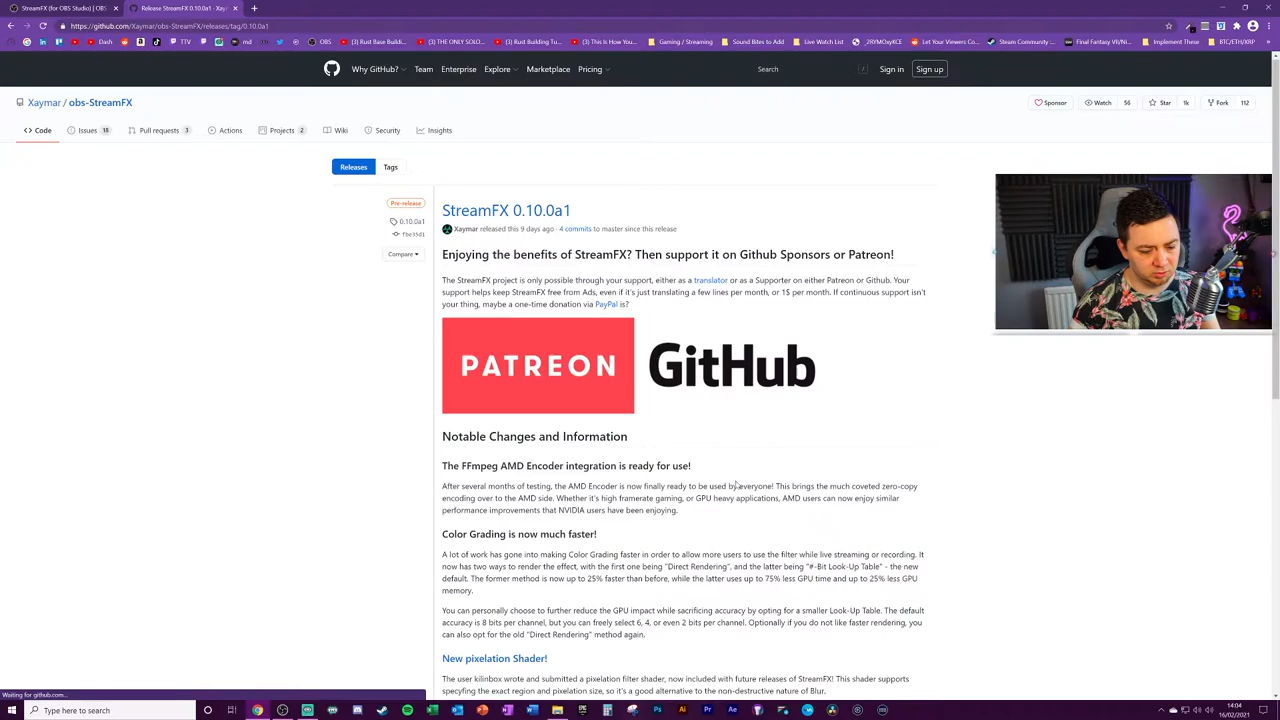 StreamFX (for OBS Studio) | OBS
Release StreamFX 0.10.0a1 · Xay
https://github.com/Xaymar/obs-StreamFX/releases/tag/0.10.0a1
Dash
TTV
md
OBS
(3) Rust Base Buildi...
(3) THE ONLY SOLO...
(3) Rust Building Tu...
(3) This Is How You...
Gaming / Streaming
Sound Bites to Add
Live Watch List
_2RYMOyxKCE
Let Your Viewers Co...
Steam Community :...
Final Fantasy VII/Ni...
Implement These
BTC/ETH/XRP
Why GitHub?
Team
Enterprise
Explore
Marketplace
Pricing
Search
/
Sign in
Sign up
Xaymar / obs-StreamFX
Sponsor
Watch 56
Star 1k
Fork 112
Code
Issues 18
Pull requests 3
Actions
Projects 2
Wiki
Security
Insights
Releases
Tags
Pre-release
0.10.0a1
fbe35d1
Compare
StreamFX 0.10.0a1
Xaymar released this 9 days ago · 4 commits to master since this release
Enjoying the benefits of StreamFX? Then support it on Github Sponsors or Patreon!
The StreamFX project is only possible through your support, either as a translator or as a Supporter on either Patreon or Github. Your
support helps keep StreamFX free from Ads, even if it's just translating a few lines per month, or 1$ per month. If continuous support isn't
your thing, maybe a one-time donation via PayPal is?
PATREON
GitHub
Notable Changes and Information
The FFmpeg AMD Encoder integration is ready for use!
After several months of testing, the AMD Encoder is now finally ready to be used by everyone! This brings the much coveted zero-copy
encoding over to the AMD side. Whether it's high framerate gaming, or GPU heavy applications, AMD users can now enjoy similar
performance improvements that NVIDIA users have been enjoying.
Color Grading is now much faster!
A lot of work has gone into making Color Grading faster in order to allow more users to use the filter while live streaming or recording. It
now has two ways to render the effect, with the first one being "Direct Rendering", and the latter being "#-Bit Look-Up Table" - the new
default. The former method is now up to 25% faster than before, while the latter uses up to 75% less GPU time and up to 25% less GPU
memory.
You can personally choose to further reduce the GPU impact while sacrificing accuracy by opting for a smaller Look-Up Table. The default
accuracy is 8 bits per channel, but you can freely select 6, 4, or even 2 bits per channel. Optionally if you do not like faster rendering, you
can also opt for the old "Direct Rendering" method again.
New pixelation Shader!
The user kilinbox wrote and submitted a pixelation filter shader, now included with future releases of StreamFX! This shader supports
specyfing the exact region and pixelation size, so it's a good alternative to the non-destructive nature of Blur.
Waiting for github.com...
Type here to search
14:04
16/02/2021